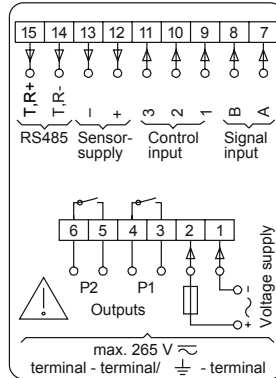 15 14 13 12 11 10 9 8 7
T,R+ T,R- – + 3 2 1 B A
RS485 Sensor-supply Control input Signal input
6 5 4 3 2 1
P2 P1
Outputs
– +
Voltage supply
max. 265 V
terminal - terminal/ - terminal